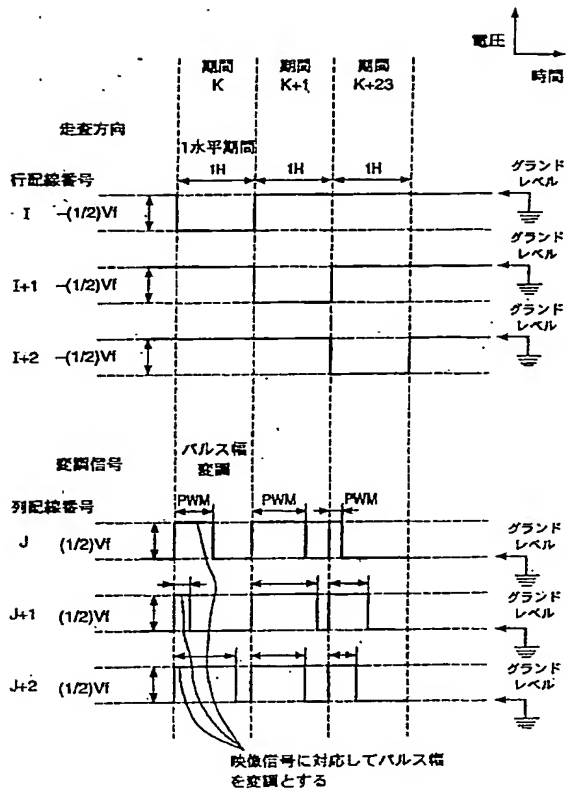 電圧
時間
期間 期間 期間
K K+1 K+23
走査方向
1水平期間
1H 1H 1H
行配線番号
グランド
レベル
I -(1/2)Vf
グランド
レベル
I+1 -(1/2)Vf
グランド
レベル
I+2 -(1/2)Vf
変調信号
パルス幅
変調
列配線番号
PWM PWM PWM
グランド
レベル
J (1/2)Vf
グランド
レベル
J+1 (1/2)Vf
グランド
レベル
J+2 (1/2)Vf
映像信号に対応してパルス幅
を変調とする